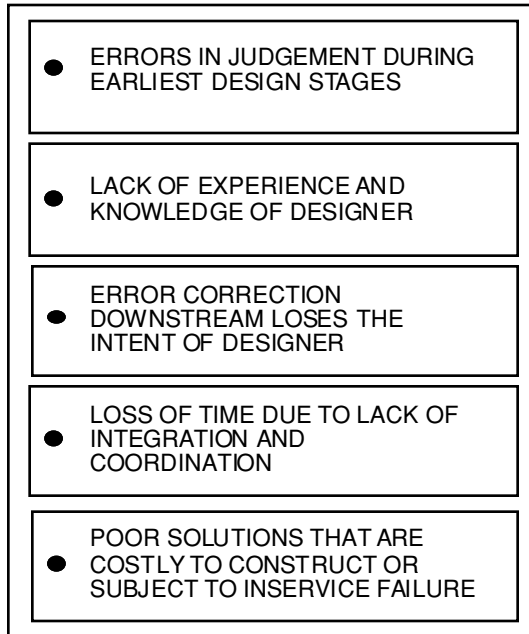 ● ERRORS IN JUDGEMENT DURING
EARLIEST DESIGN STAGES
● LACK OF EXPERIENCE AND
KNOWLEDGE OF DESIGNER
ERROR CORRECTION
● DOWNSTREAM LOSES THE
INTENT OF DESIGNER
LOSS OF TIME DUE TO LACK OF
● INTEGRATION AND
COORDINATION
POOR SOLUTIONS THAT ARE
● COSTLY TO CONSTRUCT OR
SUBJECT TO INSERVICE FAILURE